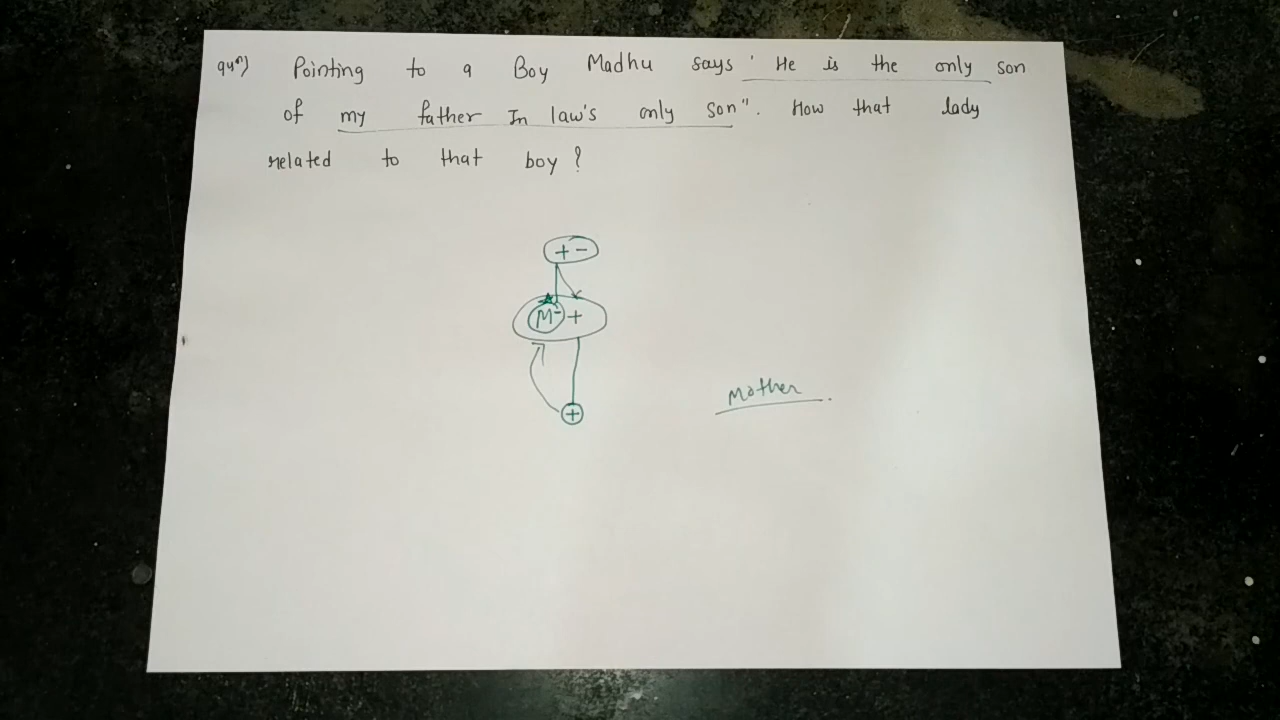 qun) Pointing to a Boy Madhu says ' He is the only son
of my father In law's only son". How that lady
related to that boy ?
+ -
M- +
+
Mother.